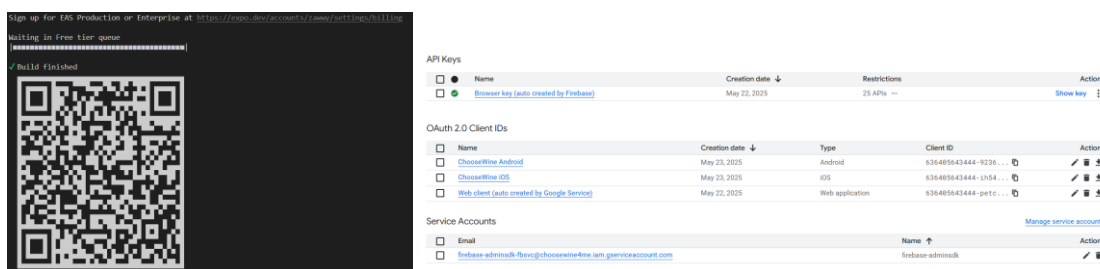 Sign up for EAS Production or Enterprise at https://expo.dev/accounts/zawwy/settings/billing
Waiting in Free tier queue
✓ Build finished
API Keys
Name Creation date ↓ Restrictions Action
Browser key (auto created by Firebase) May 22, 2025 25 APIs Show key
OAuth 2.0 Client IDs
Name Creation date ↓ Type Client ID Action
ChooseWine Android May 23, 2025 Android 636405643444-9236...
ChooseWine iOS May 23, 2025 iOS 636405643444-ih54...
Web client (auto created by Google Service) May 22, 2025 Web application 636405643444-petc...
Service Accounts Manage service account
Email Name ↑ Action
firebase-adminsdk-fbsvc@choosewine4me.iam.gserviceaccount.com firebase-adminsdk